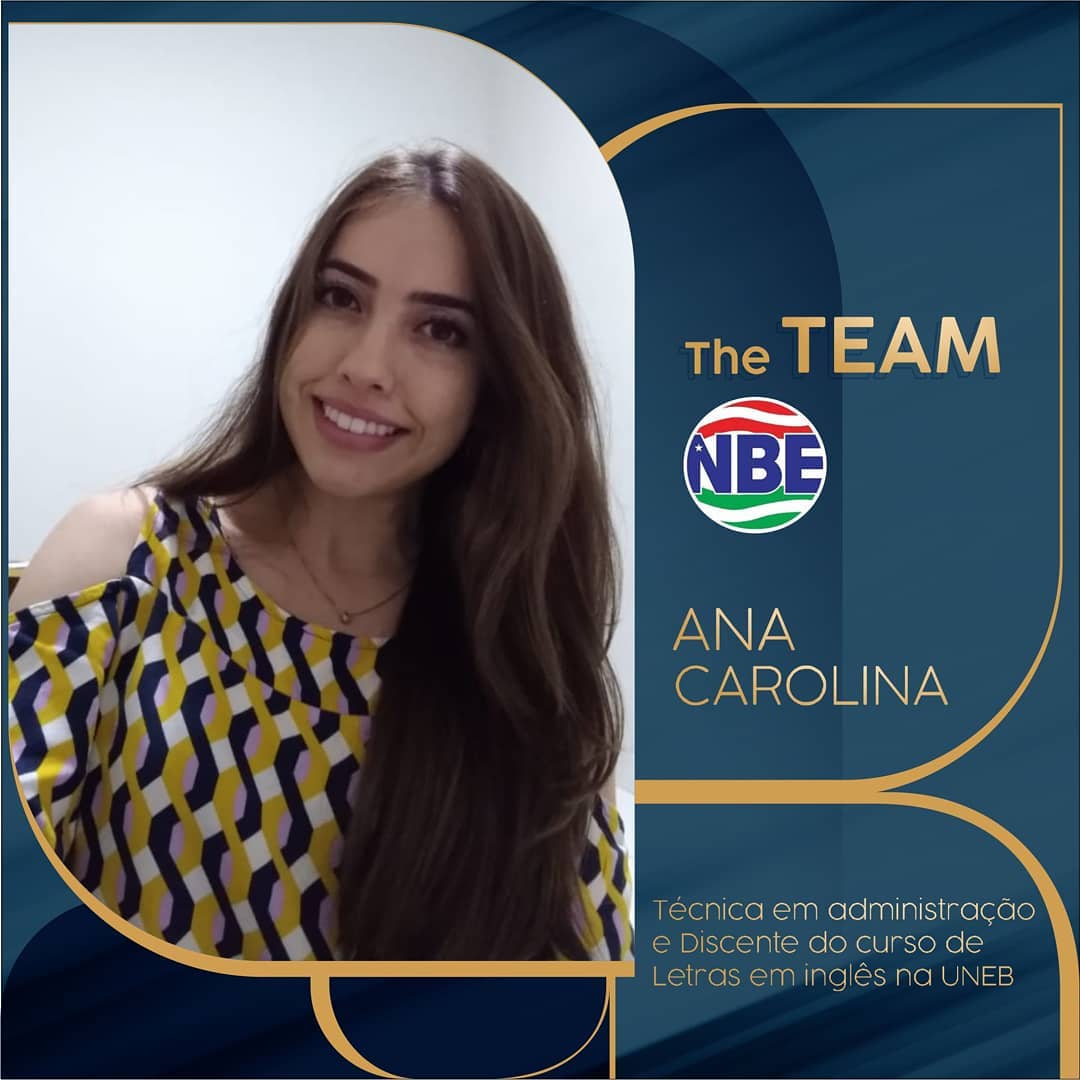 The TEAM
NBE
ANA
CAROLINA
Técnica em administração
e Discente do curso de
Letras em inglês na UNEB